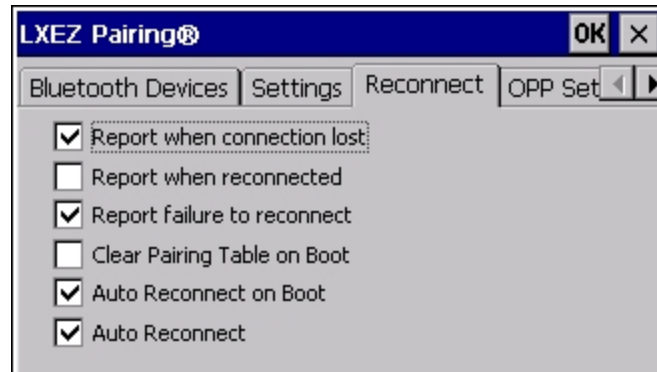 LXEZ Pairing® OK ×
Bluetooth Devices Settings Reconnect OPP Set
Report when connection lost
Report when reconnected
Report failure to reconnect
Clear Pairing Table on Boot
Auto Reconnect on Boot
Auto Reconnect